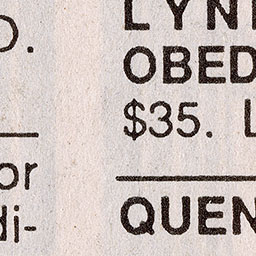 D.
or
di-
LYN
OBED
$35. L
QUEN